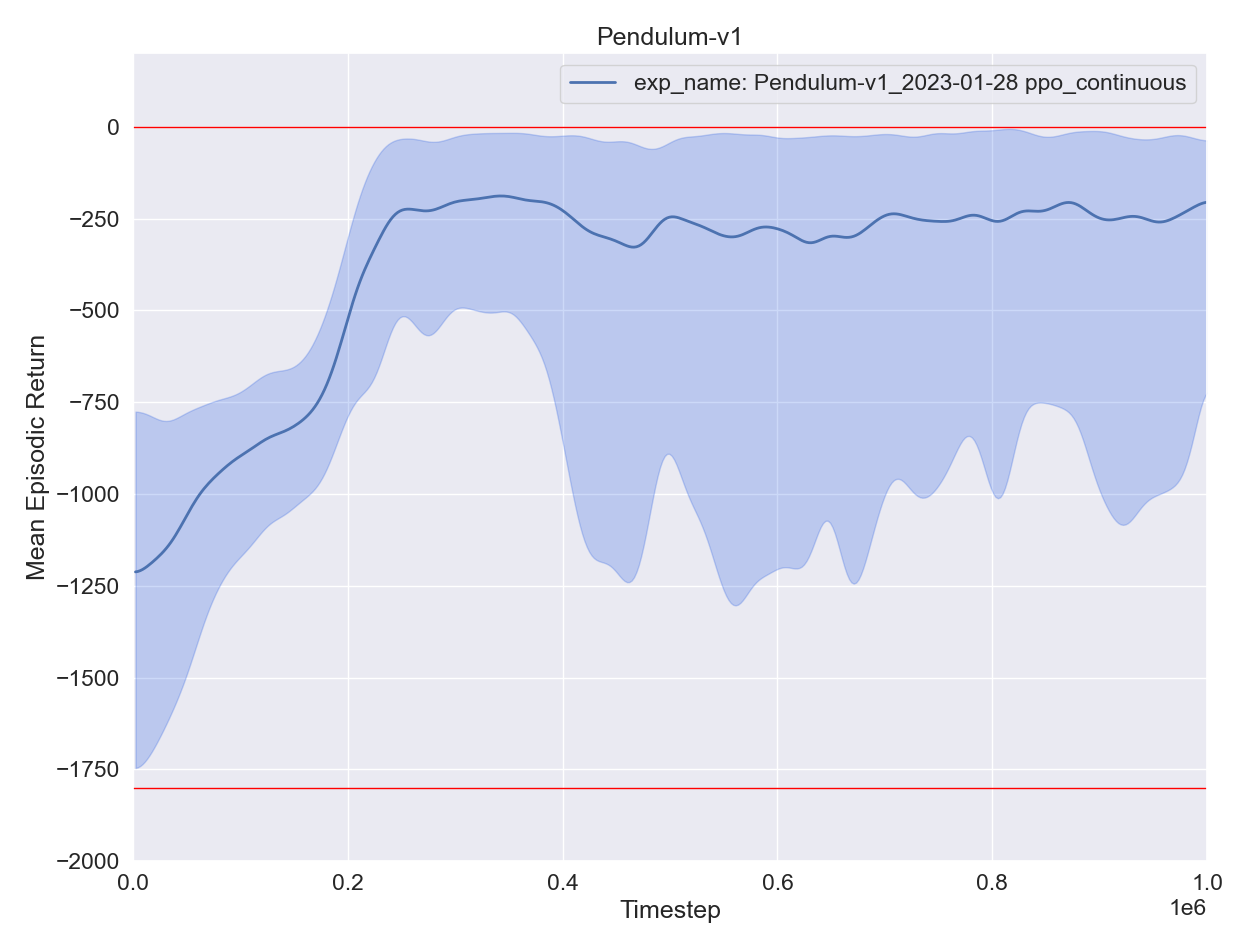 Pendulum-v1
exp_name: Pendulum-v1_2023-01-28 ppo_continuous
Mean Episodic Return
0
−250
−500
−750
−1000
−1250
−1500
−1750
−2000
0.0 0.2 0.4 0.6 0.8 1.0
Timestep
1e6